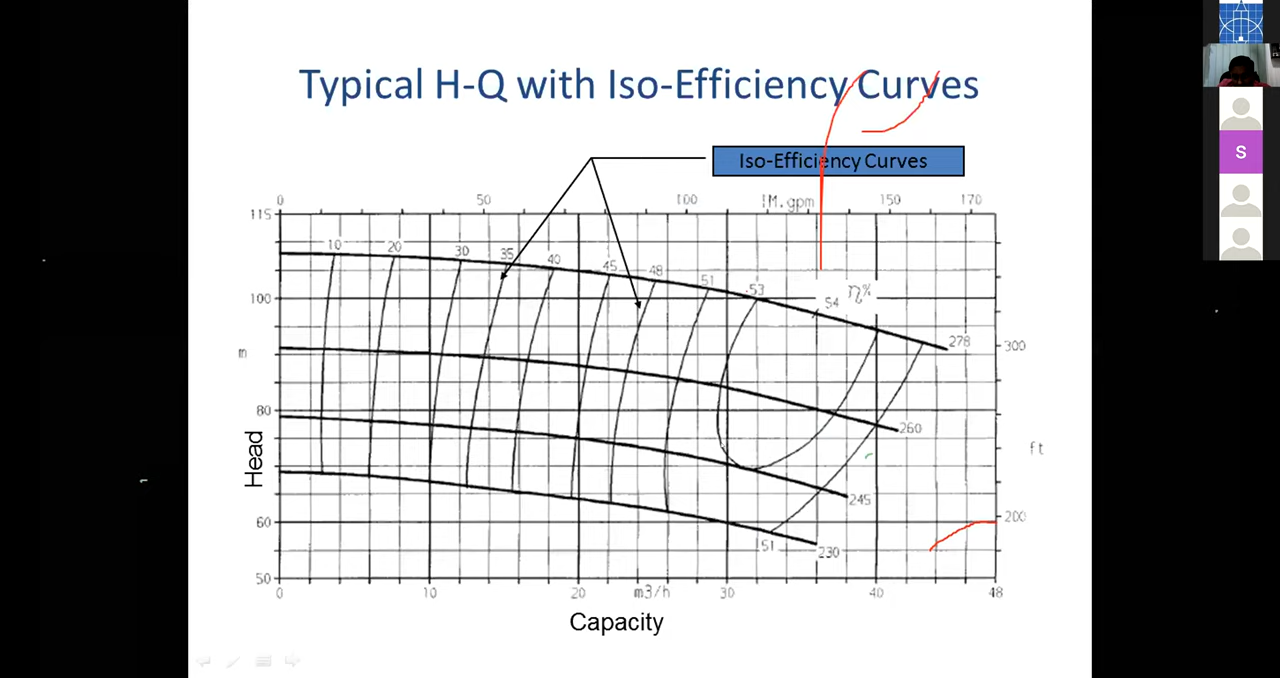 Typical H-Q with Iso-Efficiency Curves
S
Iso-Efficiency Curves
0 50 100 IM.gpm 150 170
115
10 20 30 35 40 45 48 51 53 54 η%
100
278
300
m
80
260
Head
ft
245
200
60
51
230
50
0 10 20 m3/h 30 40 48
Capacity